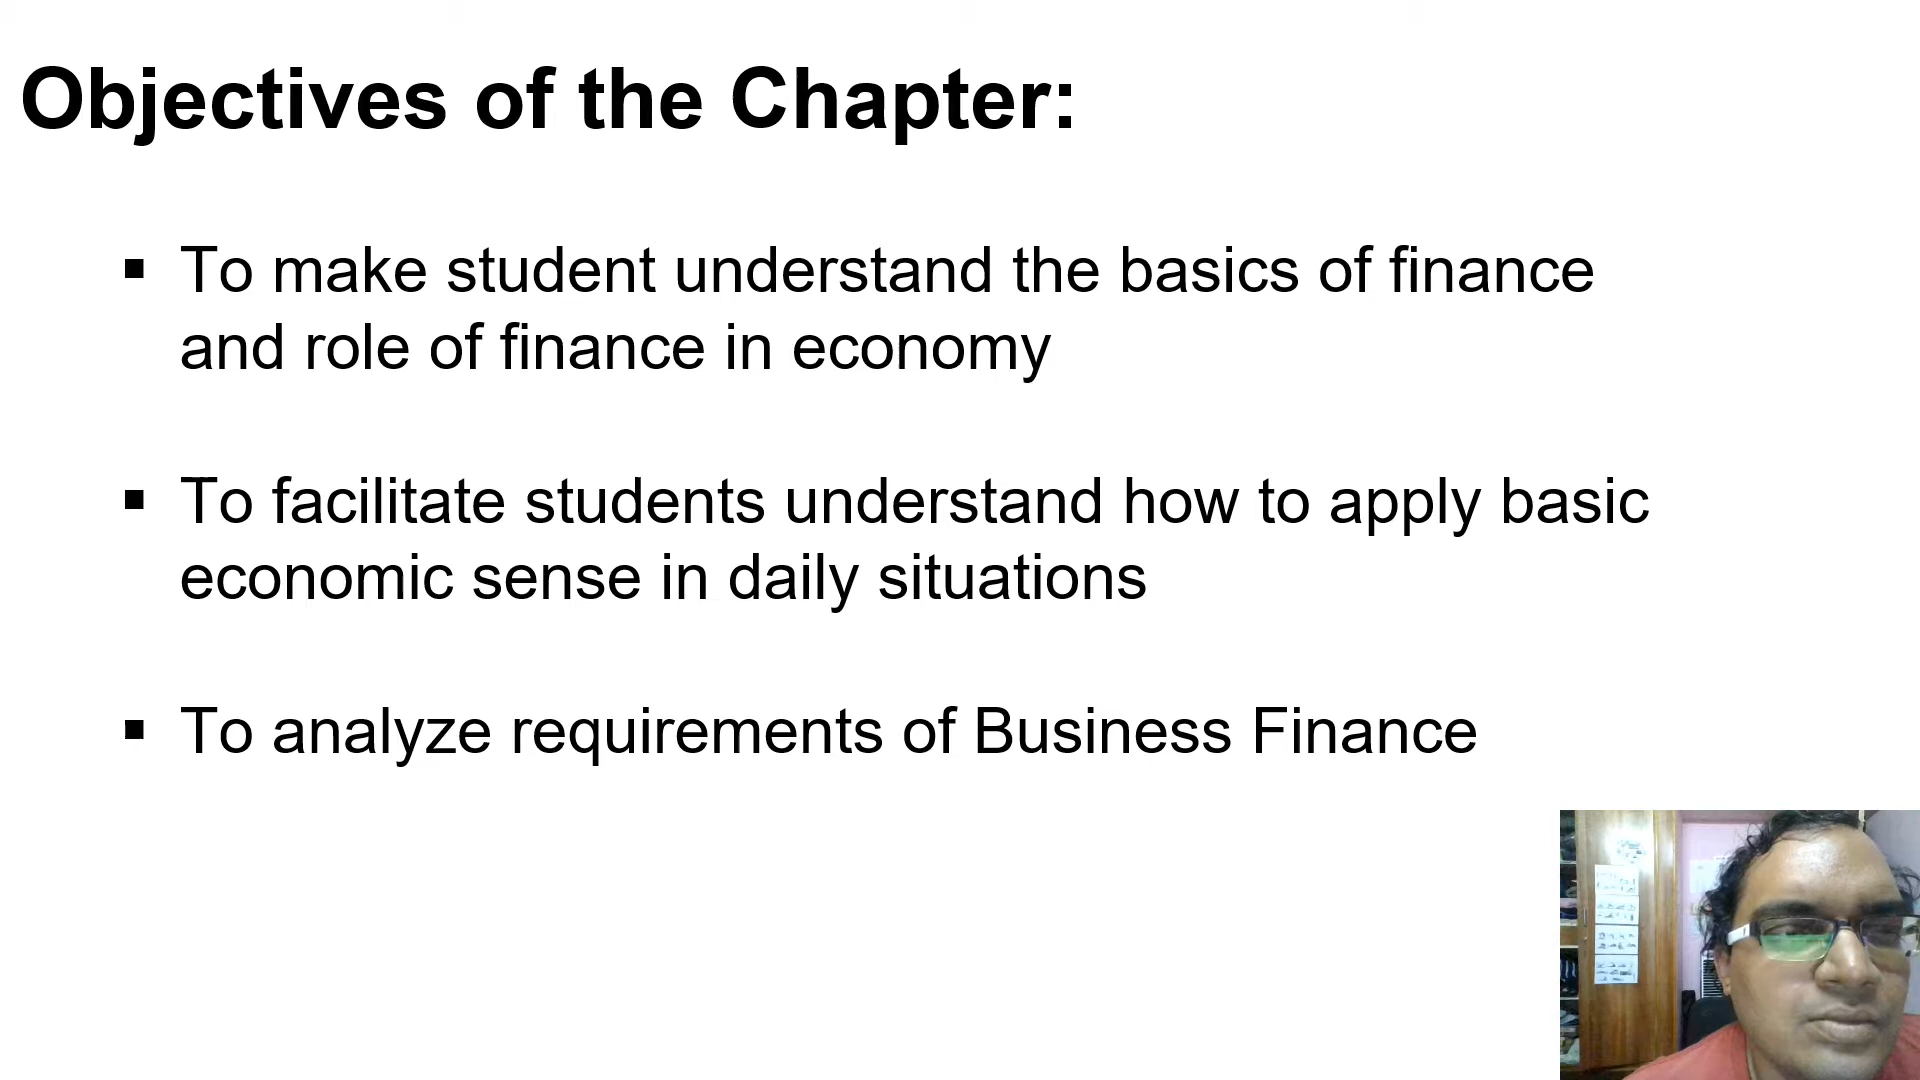 Objectives of the Chapter:
▪ To make student understand the basics of finance
and role of finance in economy
▪ To facilitate students understand how to apply basic
economic sense in daily situations
▪ To analyze requirements of Business Finance